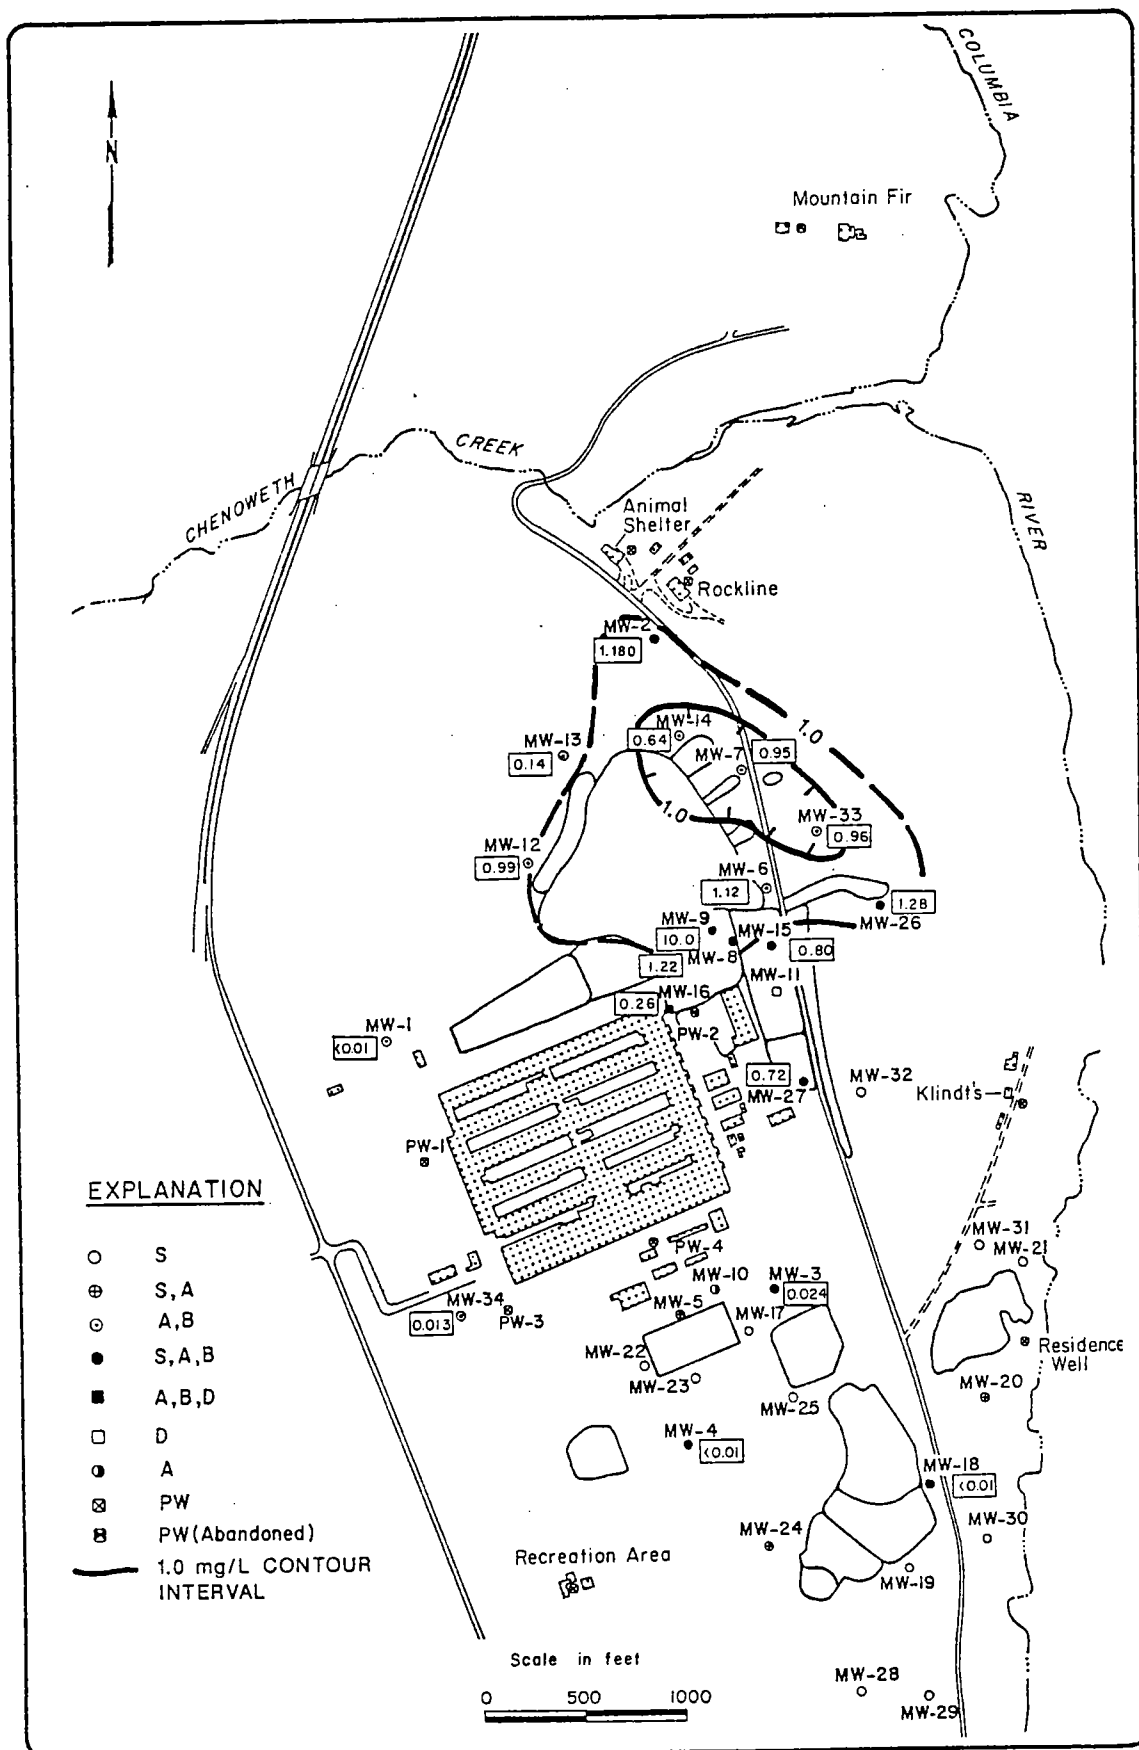 COLUMBIA
N
Mountain Fir
CREEK
CHENOWETH
RIVER
Animal
Shelter
Rockline
MW-2
1.180
1.0
MW-14
0.64
MW-13
0.14
MW-7
0.95
1.0
MW-33
0.96
MW-12
0.99
MW-6
1.12
1.28
MW-26
MW-9
10.0
MW-15
0.80
MW-8
1.22
MW-11
MW-16
0.26
PW-2
MW-1
<0.01
0.72
MW-27
MW-32
Klindt's
PW-1
EXPLANATION
S
S,A
A,B
S,A,B
A,B,D
D
A
PW
PW (Abandoned)
1.0 mg/L CONTOUR
INTERVAL
MW-31
MW-21
PW-4
MW-10
MW-3
0.024
MW-34
0.013
PW-3
MW-5
MW-17
MW-22
MW-23
MW-25
Residence
Well
MW-20
MW-4
<0.01
MW-18
<0.01
MW-30
MW-24
MW-19
Recreation Area
Scale in feet
0 500 1000
MW-28
MW-29